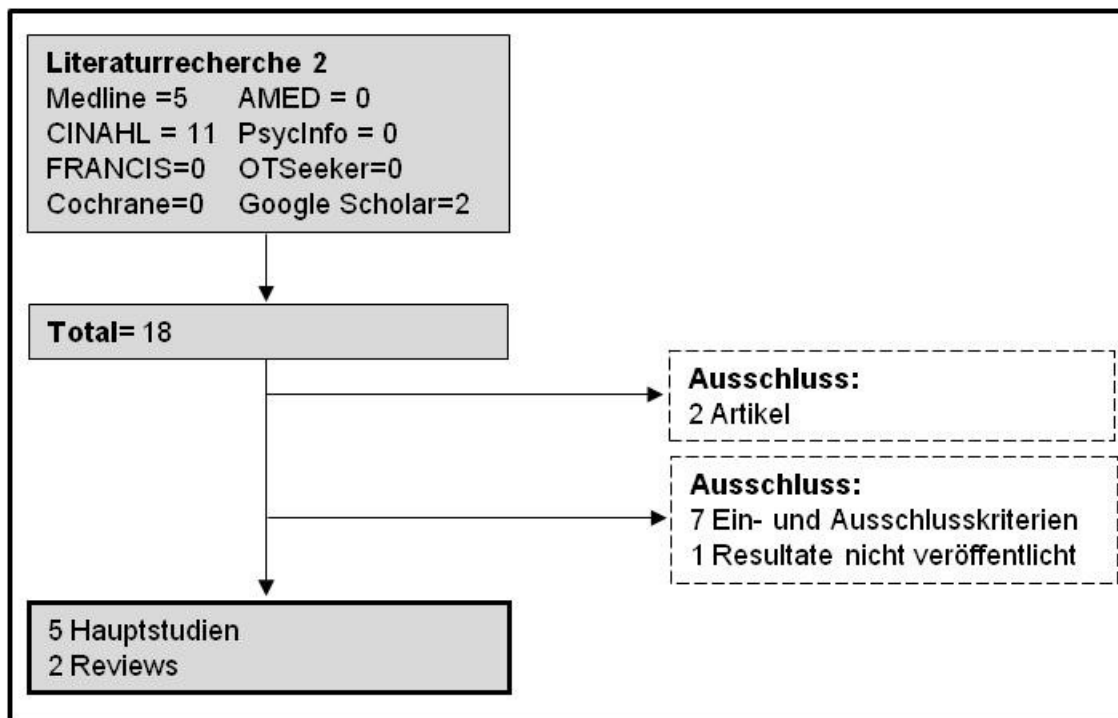 Literaturrecherche 2
Medline =5 AMED = 0
CINAHL = 11 PsycInfo = 0
FRANCIS=0 OTSeeker=0
Cochrane=0 Google Scholar=2
Total= 18
Ausschluss:
2 Artikel
Ausschluss:
7 Ein- und Ausschlusskriterien
1 Resultate nicht veröffentlicht
5 Hauptstudien
2 Reviews